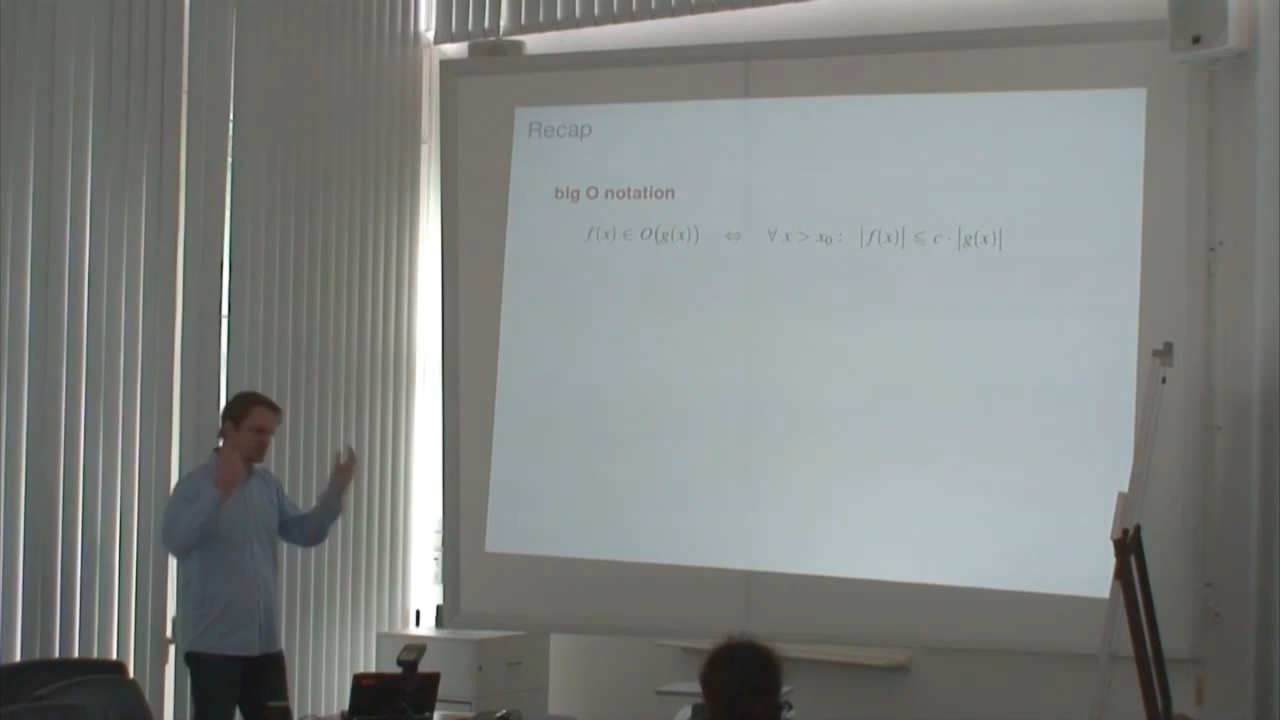 Recap
big O notation
f(x) ∈ O(g(x)) ⇔ ∀ x > x₀ : |f(x)| ⩽ c · |g(x)|